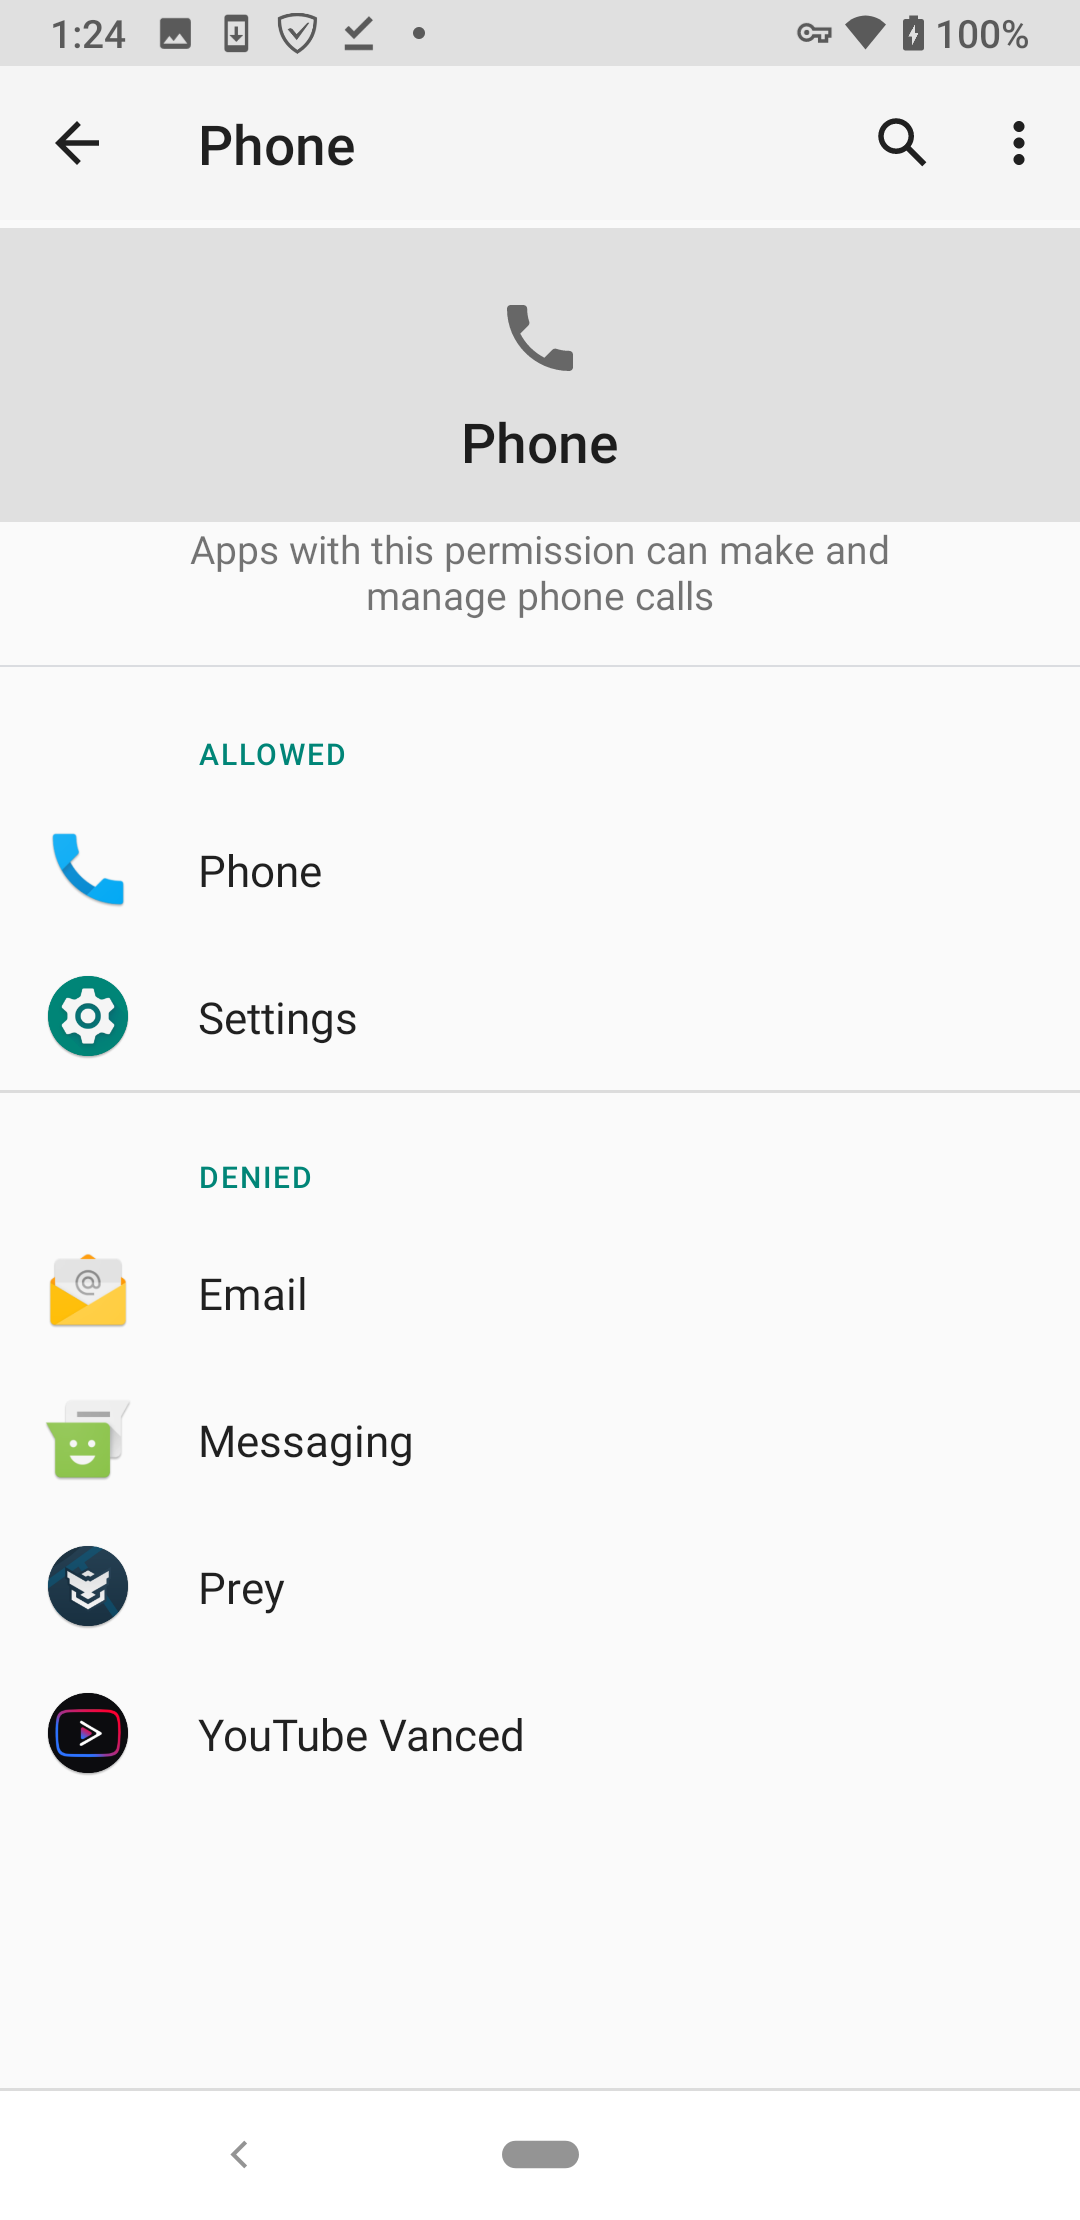 1:24
100%
Phone
Phone
Apps with this permission can make and
manage phone calls
ALLOWED
Phone
Settings
DENIED
@
Email
Messaging
Prey
YouTube Vanced